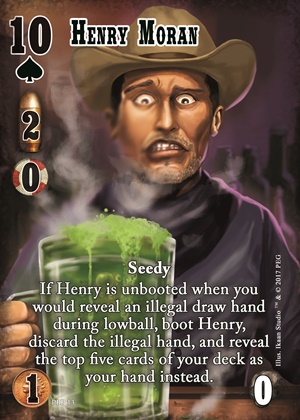 10 Henry Moran
2
0
Seedy
If Henry is unbooted when you
would reveal an illegal draw hand
during lowball, boot Henry,
discard the illegal hand, and reveal
the top five cards of your deck as
your hand instead.
Illus. Ikaan Studio ™ & © 2017 PEG
1
0